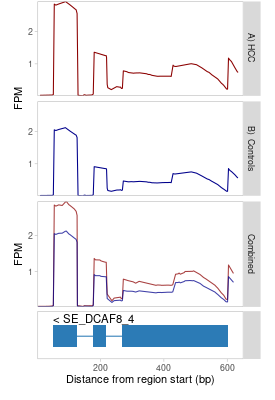 2
1
A) HCC
FPM
2
1
B) Controls
2
1
FPM
Combined
< SE_DCAF8_4
200
400
600
Distance from region start (bp)